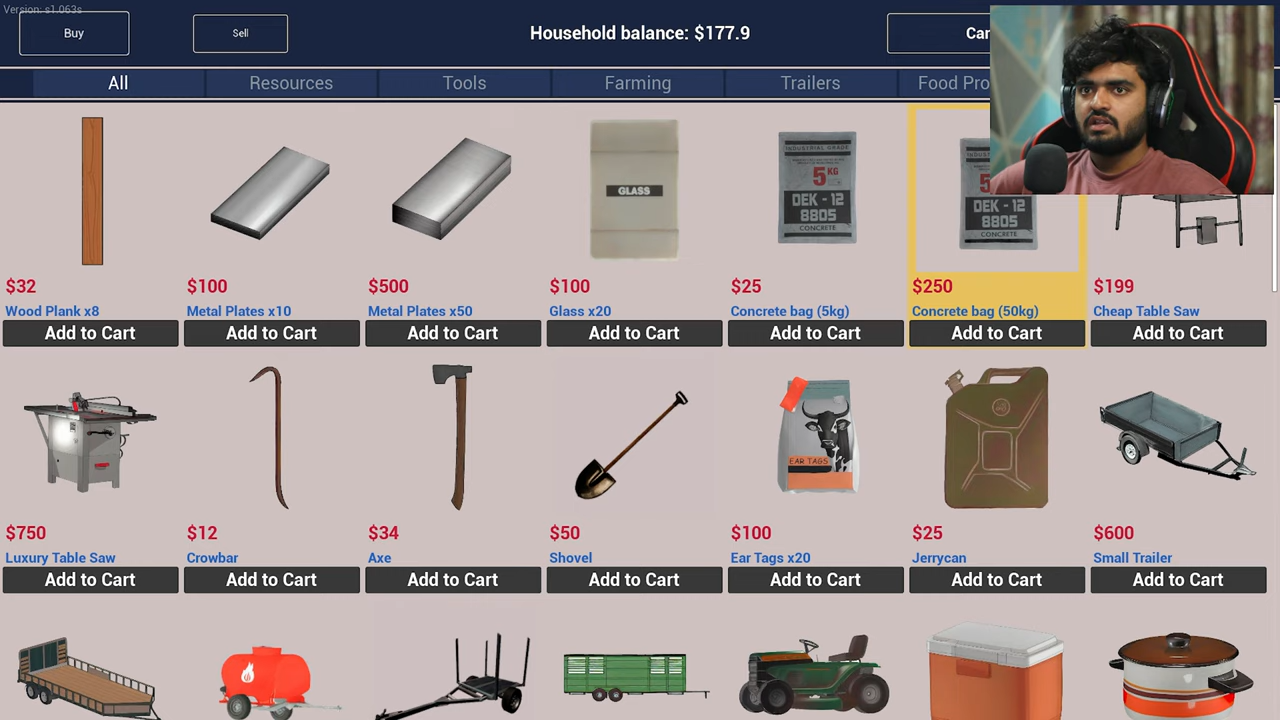 Version: s1.063s
Buy
Sell
Household balance: $177.9
All
Resources
Tools
Farming
Trailers
GLASS
INDUSTRIAL GRADE
5 KG
DEK - 12
8805
CONCRETE
5
DEK - 12
8805
CONCRETE
$32
$100
$500
$100
$25
$250
$199
Wood Plank x8
Metal Plates x10
Metal Plates x50
Glass x20
Concrete bag (5kg)
Concrete bag (50kg)
Cheap Table Saw
Add to Cart
Add to Cart
Add to Cart
Add to Cart
Add to Cart
Add to Cart
Add to Cart
EAR TAGS
$750
$12
$34
$50
$100
$25
$600
Luxury Table Saw
Crowbar
Axe
Shovel
Ear Tags x20
Jerrycan
Small Trailer
Add to Cart
Add to Cart
Add to Cart
Add to Cart
Add to Cart
Add to Cart
Add to Cart